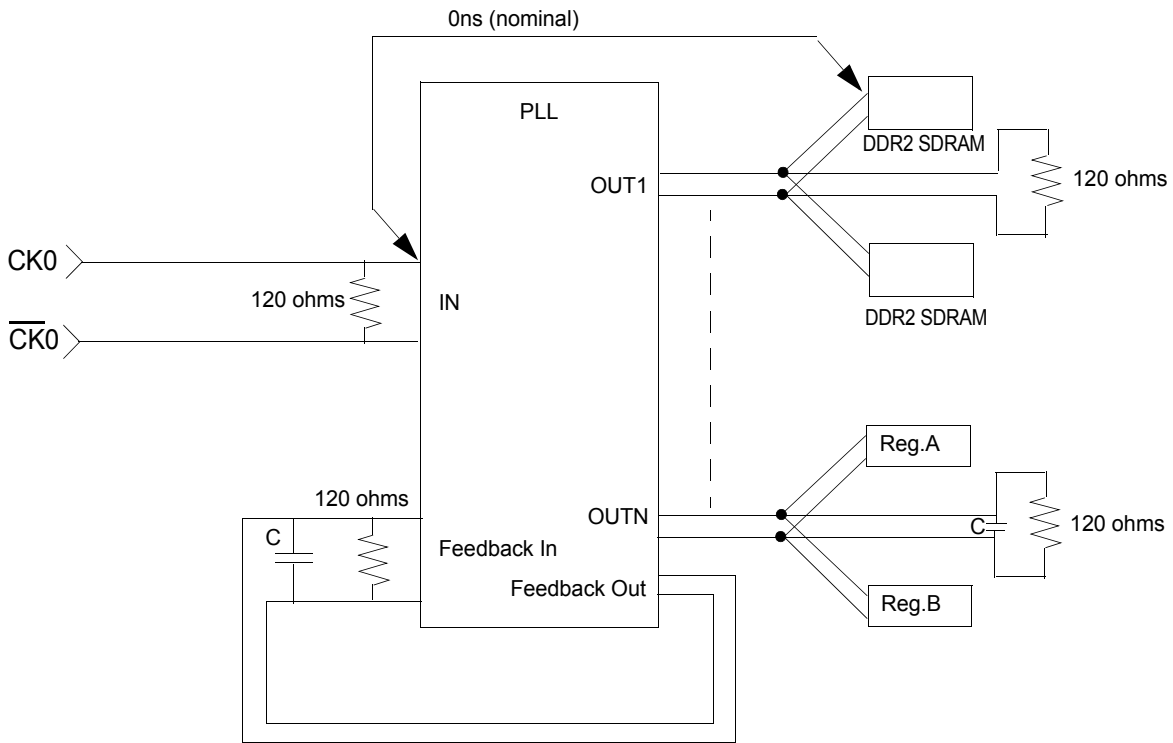 0ns (nominal)
PLL
DDR2 SDRAM
OUT1
120 ohms
CK0
120 ohms
IN
C̅K̅0
DDR2 SDRAM
Reg.A
120 ohms
OUTN
C
120 ohms
C
Feedback In
Feedback Out
Reg.B